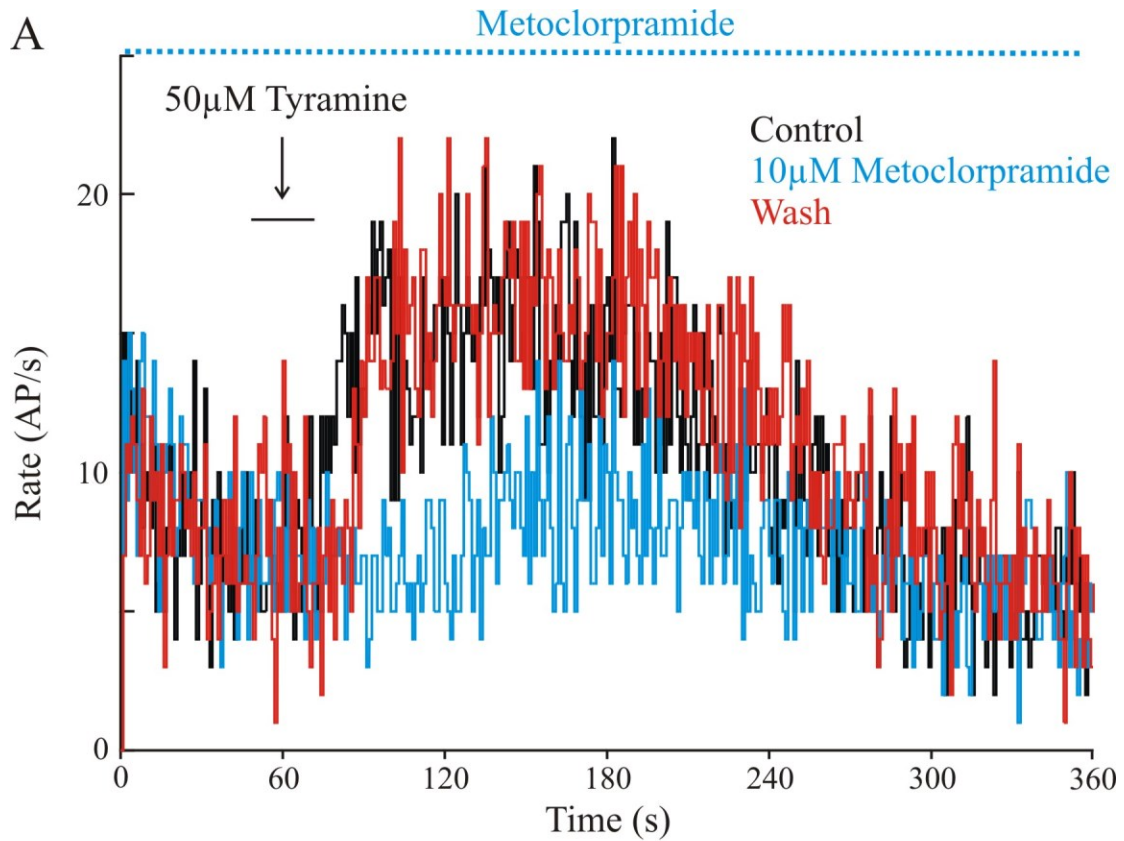 A
Metoclorpramide
50µM Tyramine
Control
10µM Metoclorpramide
Wash
20
10
0
Rate (AP/s)
0 60 120 180 240 300 360
Time (s)